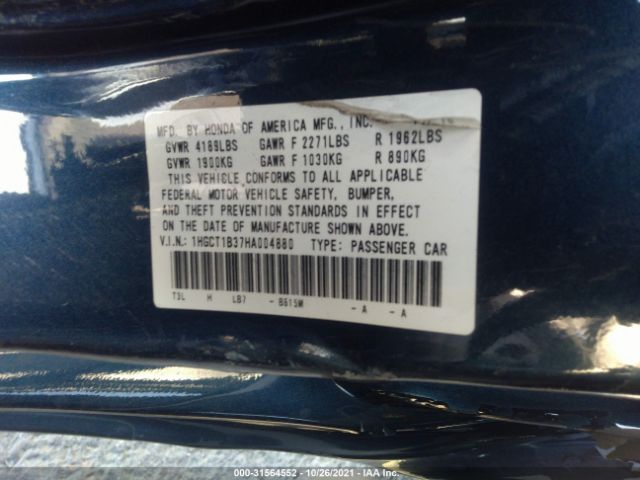 MFD. BY HONDA OF AMERICA MFG., INC.
GVWR 4189LBS GAWR F 2271LBS R 1962LBS
GVWR 1900KG GAWR F 1030KG R 890KG
THIS VEHICLE CONFORMS TO ALL APPLICABLE
FEDERAL MOTOR VEHICLE SAFETY, BUMPER,
AND THEFT PREVENTION STANDARDS IN EFFECT
ON THE DATE OF MANUFACTURE SHOWN ABOVE.
V.I.N.: 1HGCT1B37HA004880 TYPE: PASSENGER CAR
T3L H LB7 - B615M - A - A
000-31564552 | 10/26/2021 | IAA Inc.